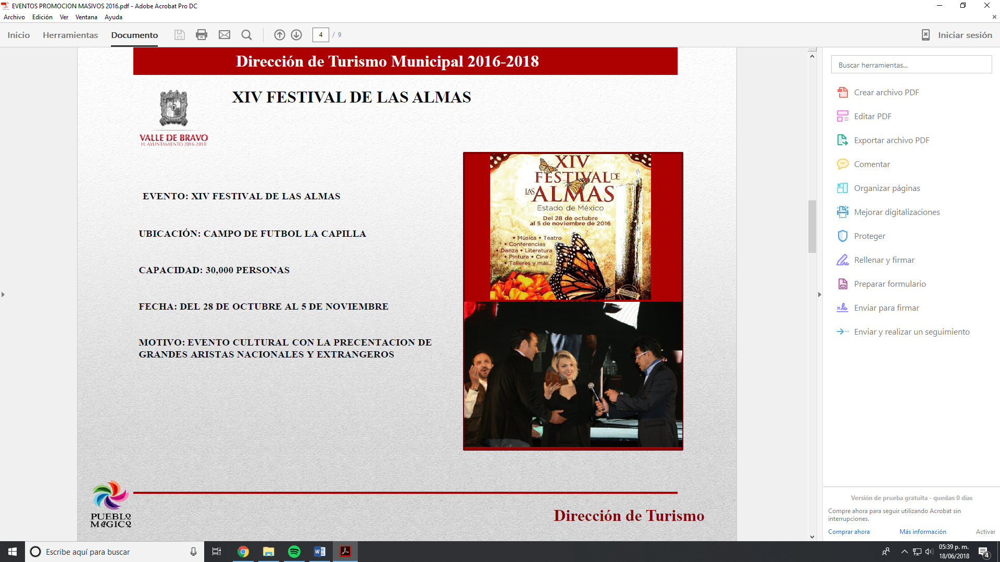 EVENTOS PROMOCION MASIVOS 2016.pdf - Adobe Acrobat Pro DC
Archivo Edición Ver Ventana Ayuda
Inicio Herramientas Documento 4 / 9 Iniciar sesión
Dirección de Turismo Municipal 2016-2018
XIV FESTIVAL DE LAS ALMAS
VALLE DE BRAVO
H. AYUNTAMIENTO 2016-2018
EVENTO: XIV FESTIVAL DE LAS ALMAS
UBICACIÓN: CAMPO DE FUTBOL LA CAPILLA
CAPACIDAD: 30,000 PERSONAS
FECHA: DEL 28 DE OCTUBRE AL 5 DE NOVIEMBRE
MOTIVO: EVENTO CULTURAL CON LA PRECENTACION DE
GRANDES ARISTAS NACIONALES Y EXTRANGEROS
XIV
FESTIVAL DE
LAS ALMAS
Estado de México
Del 28 de octubre
al 5 de noviembre de 2016
• Música • Teatro
• Conferencias
• Danza • Literatura
• Pintura • Cine
• Talleres y más...
PUEBLO
MÁGICO
Dirección de Turismo
Buscar herramientas...
Crear archivo PDF
Editar PDF
Exportar archivo PDF
Comentar
Organizar páginas
Mejorar digitalizaciones
Proteger
Rellenar y firmar
Preparar formulario
Enviar para firmar
Enviar y realizar un seguimiento
Versión de prueba gratuita - quedan 0 días
Compre ahora para seguir utilizando Acrobat sin
interrupciones.
Comprar ahora Más información Activar
Escribe aquí para buscar
05:39 p. m.
18/06/2018
4